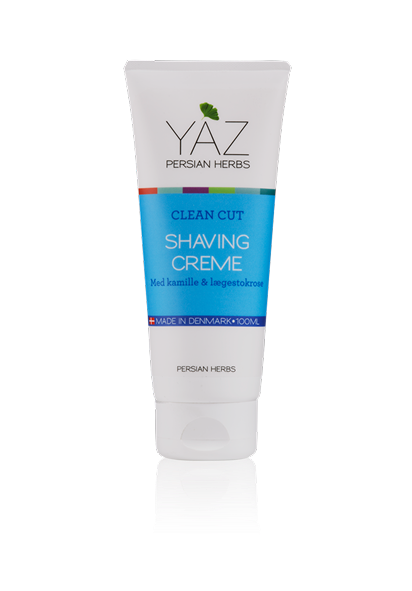 YAZ
PERSIAN HERBS
CLEAN CUT
SHAVING
CREME
Med kamille & lægestokrose
MADE IN DENMARK•100ML
PERSIAN HERBS